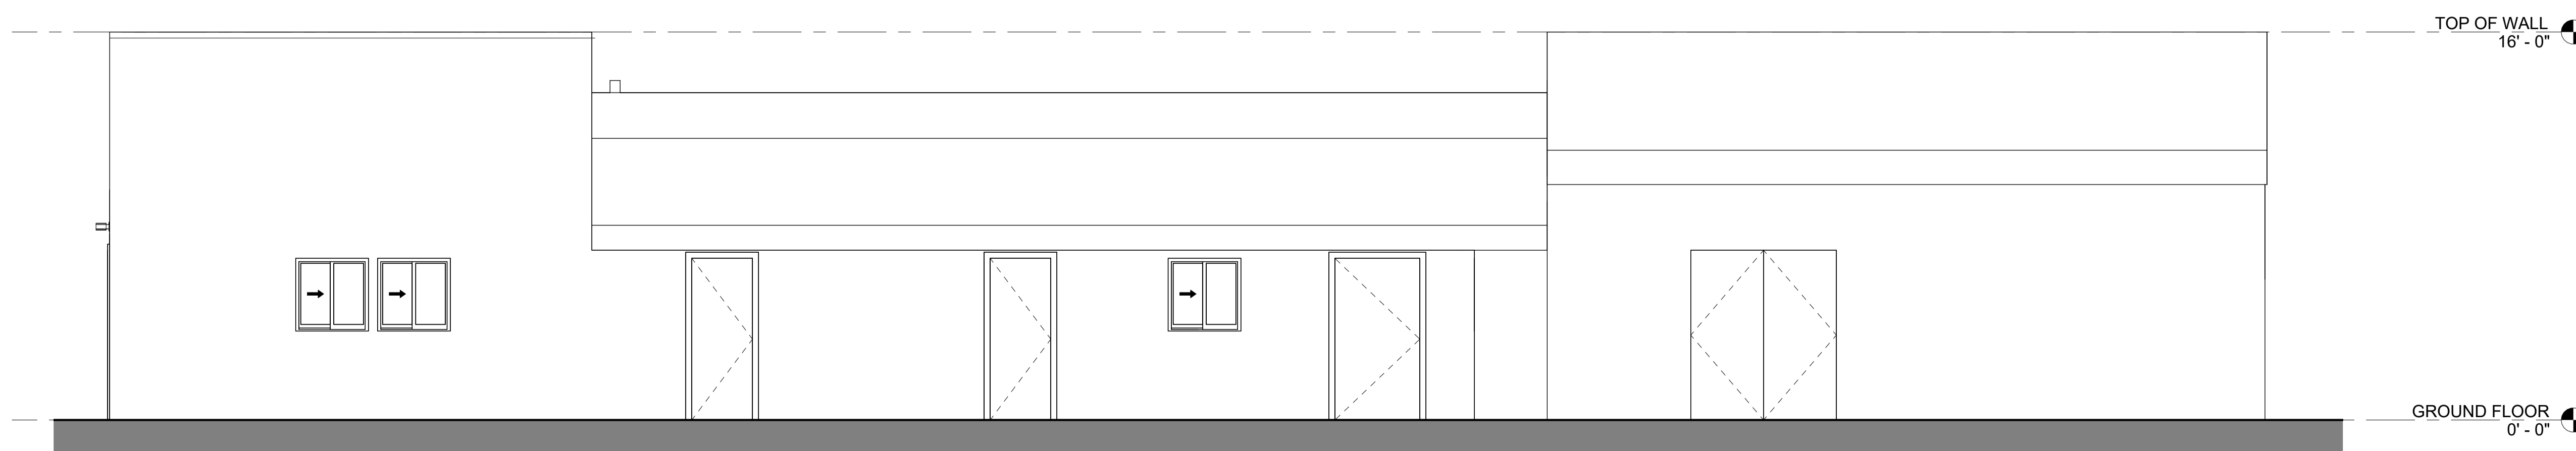 TOP OF WALL
16' - 0"
GROUND FLOOR
0' - 0"